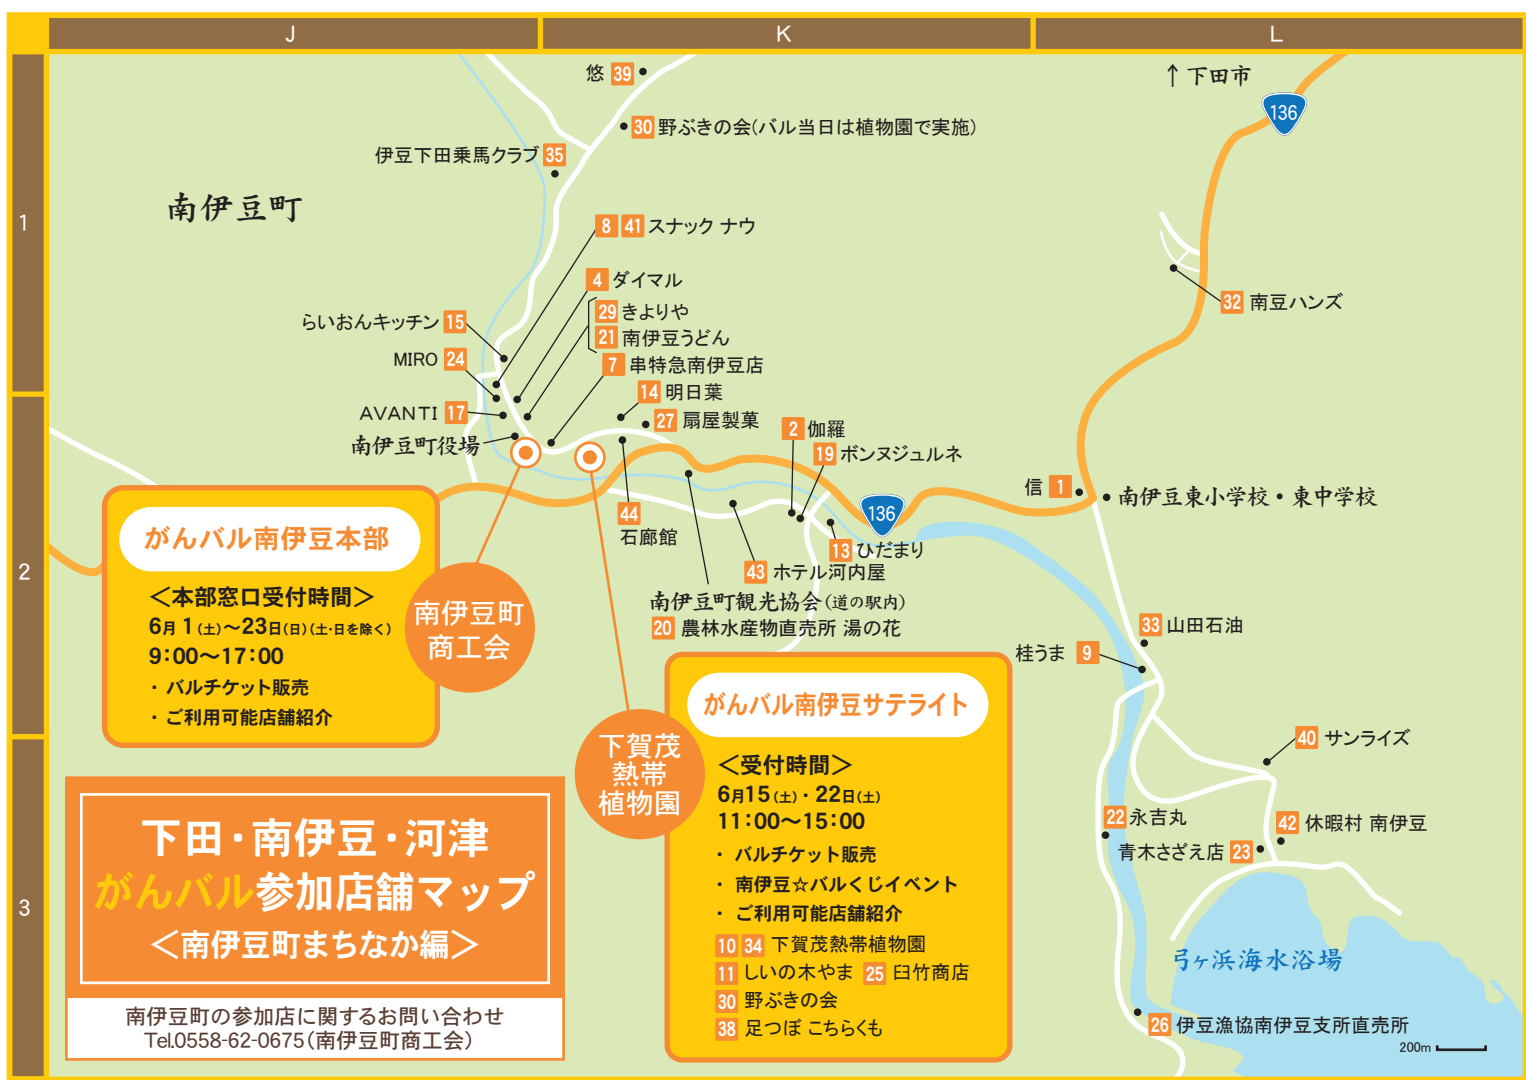 J
K
L
1
2
3
↑下田市
136
悠 39
30 野ぶきの会(バル当日は植物園で実施)
伊豆下田乗馬クラブ 35
南伊豆町
8 41 スナック ナウ
4 ダイマル
29 きよりや
21 南伊豆うどん
7 串特急南伊豆店
らいおんキッチン 15
MIRO 24
14 明日葉
AVANTI 17
27 扇屋製菓
南伊豆町役場
2 伽羅
19 ボンヌジュルネ
32 南豆ハンズ
信 1
南伊豆東小学校・東中学校
136
44
石廊館
13 ひだまり
43 ホテル河内屋
南伊豆町観光協会(道の駅内)
20 農林水産物直売所 湯の花
33 山田石油
桂うま 9
40 サンライズ
22 永吉丸
42 休暇村 南伊豆
青木さざえ店 23
弓ヶ浜海水浴場
26 伊豆漁協南伊豆支所直売所
200m
がんバル南伊豆本部
<本部窓口受付時間>
6月1(土)〜23日(日)(土・日を除く)
9:00〜17:00
・ バルチケット販売
・ ご利用可能店舗紹介
南伊豆町
商工会
がんバル南伊豆サテライト
<受付時間>
6月15(土)・22日(土)
11:00〜15:00
・ バルチケット販売
・ 南伊豆☆バルくじイベント
・ ご利用可能店舗紹介
10 34 下賀茂熱帯植物園
11 しいの木やま 25 臼竹商店
30 野ぶきの会
38 足つぼ こちらくも
下賀茂
熱帯
植物園
下田・南伊豆・河津
がんバル参加店舗マップ
<南伊豆町まちなか編>
南伊豆町の参加店に関するお問い合わせ
Tel.0558-62-0675(南伊豆町商工会)